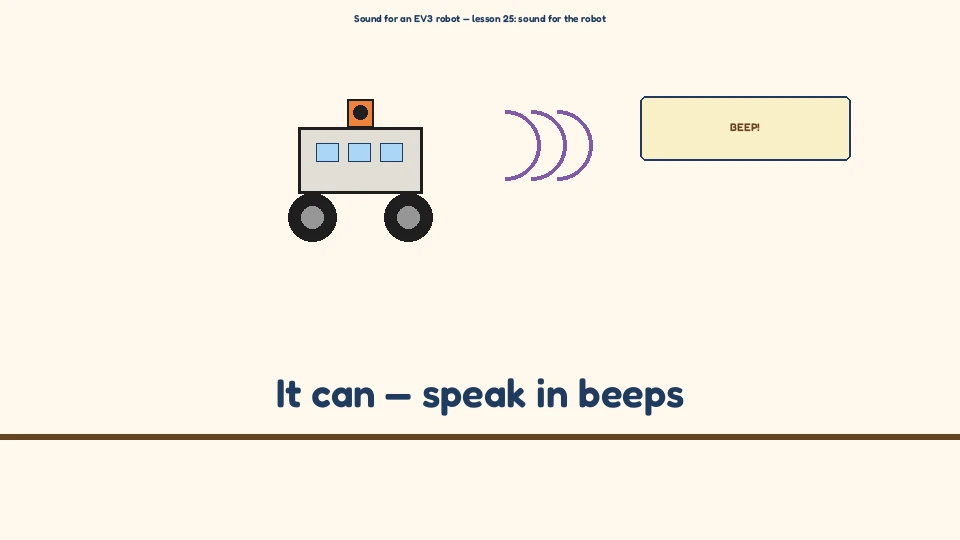 Sound for an EV3 robot — lesson 25: sound for the robot
BEEP!
It can — speak in beeps